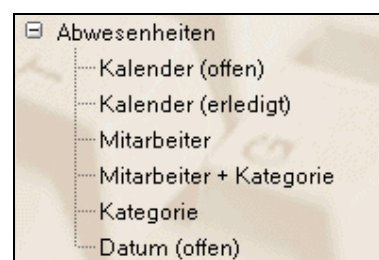 Abwesenheiten
Kalender (offen)
Kalender (erledigt)
Mitarbeiter
Mitarbeiter + Kategorie
Kategorie
Datum (offen)